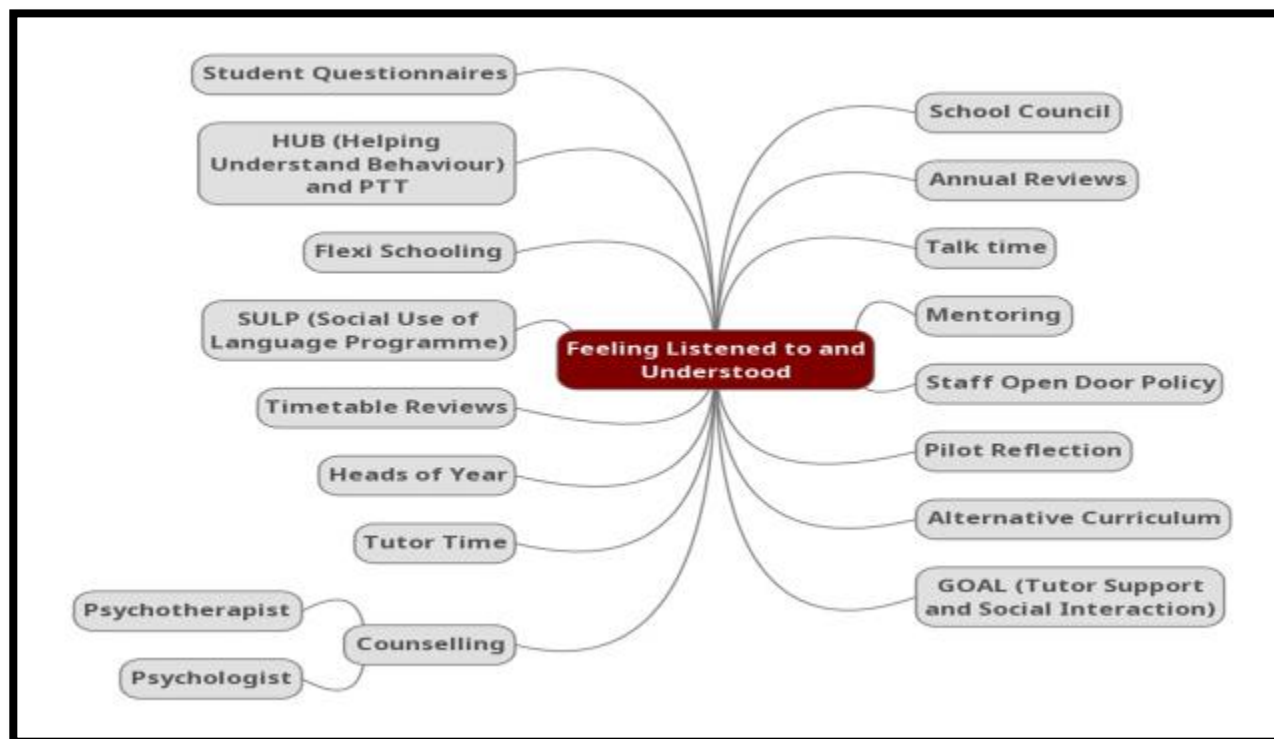 Student Questionnaires
HUB (Helping
Understand Behaviour)
and PTT
Flexi Schooling
SULP (Social Use of
Language Programme)
Timetable Reviews
Heads of Year
Tutor Time
Psychotherapist
Counselling
Psychologist
Feeling Listened to and
Understood
School Council
Annual Reviews
Talk time
Mentoring
Staff Open Door Policy
Pilot Reflection
Alternative Curriculum
GOAL (Tutor Support
and Social Interaction)